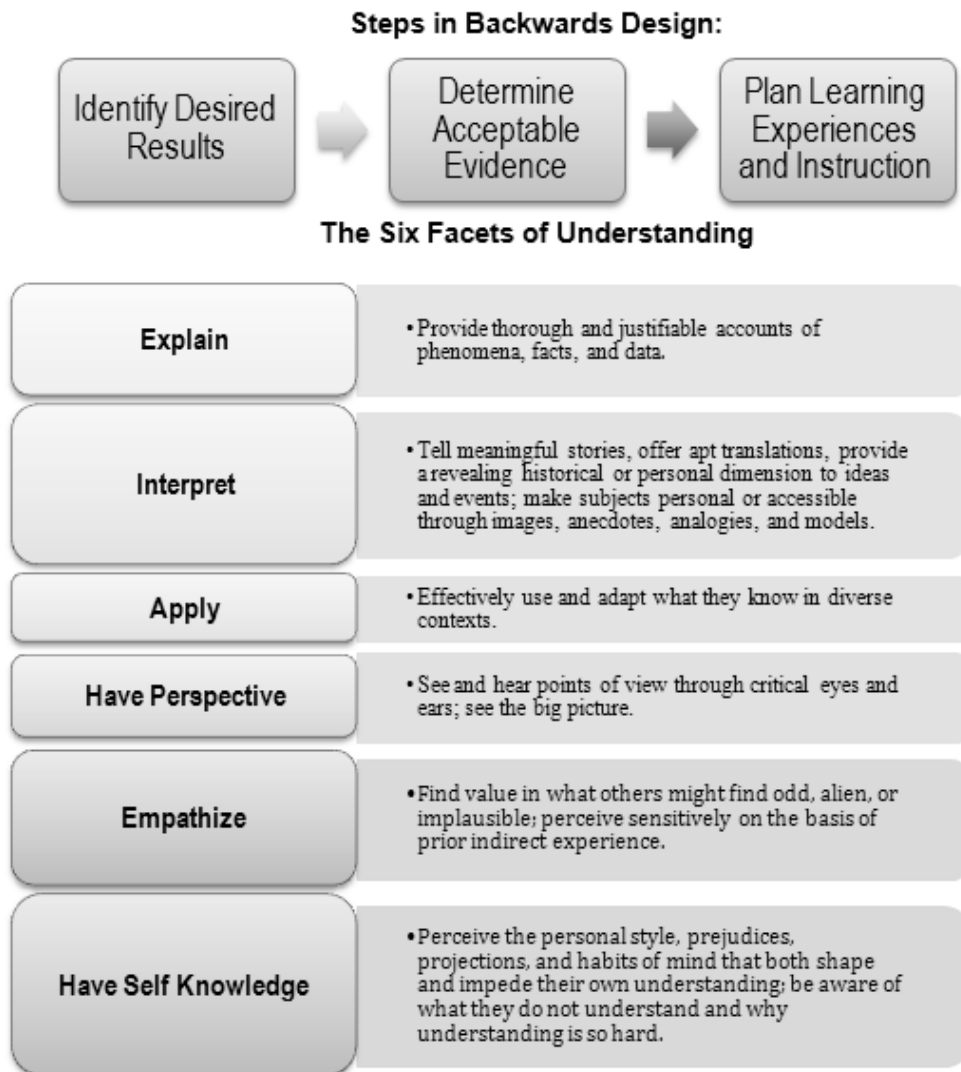 Steps in Backwards Design:
Identify Desired
Results
Determine
Acceptable
Evidence
Plan Learning
Experiences
and Instruction
The Six Facets of Understanding
Explain
•Provide thorough and justifiable accounts of
phenomena, facts, and data.
Interpret
•Tell meaningful stories, offer apt translations, provide
a revealing historical or personal dimension to ideas
and events; make subjects personal or accessible
through images, anecdotes, analogies, and models.
Apply
•Effectively use and adapt what they know in diverse
contexts.
Have Perspective
•See and hear points of view through critical eyes and
ears; see the big picture.
Empathize
•Find value in what others might find odd, alien, or
implausible; perceive sensitively on the basis of
prior indirect experience.
Have Self Knowledge
•Perceive the personal style, prejudices,
projections, and habits of mind that both shape
and impede their own understanding; be aware of
what they do not understand and why
understanding is so hard.